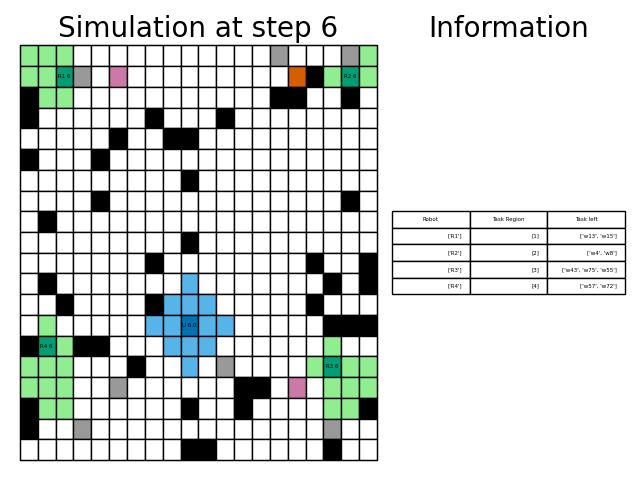 Simulation at step 6
Information
R1 6
R2 6
Robot
Task Region
Task left
['R1']
[1]
['w13', 'w15']
['R2']
[2]
['w4', 'w8']
['R3']
[3]
['w43', 'w75', 'w55']
['R4']
[4]
['w57', 'w72']
U 6.0
R4 6
R3 6